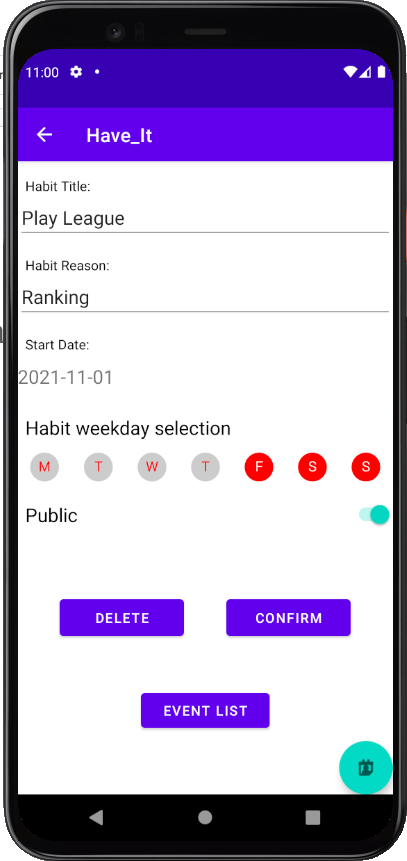 11:00
Have_It
Habit Title:
Play League
Habit Reason:
Ranking
Start Date:
2021-11-01
Habit weekday selection
M T W T F S S
Public
DELETE CONFIRM
EVENT LIST